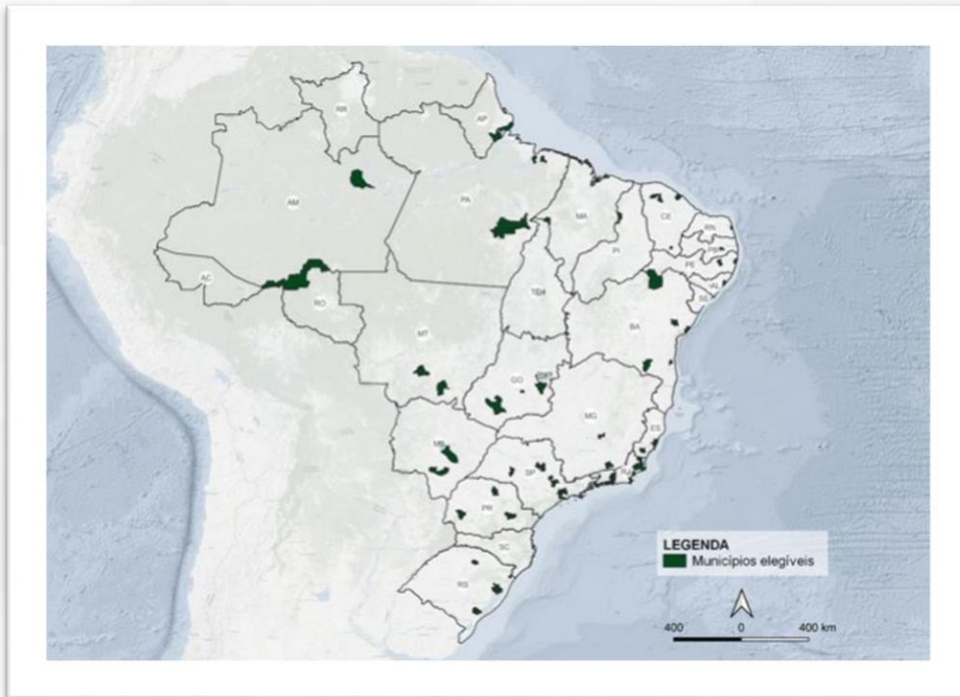 RR
AP
AM
PA
MA
CE
RN
PB
PI
PE
AC
AL
SE
RO
TO
BA
MT
GO
DF
MG
ES
MS
SP
RJ
PR
SC
RS
LEGENDA
Municípios elegíveis
400 0 400 km